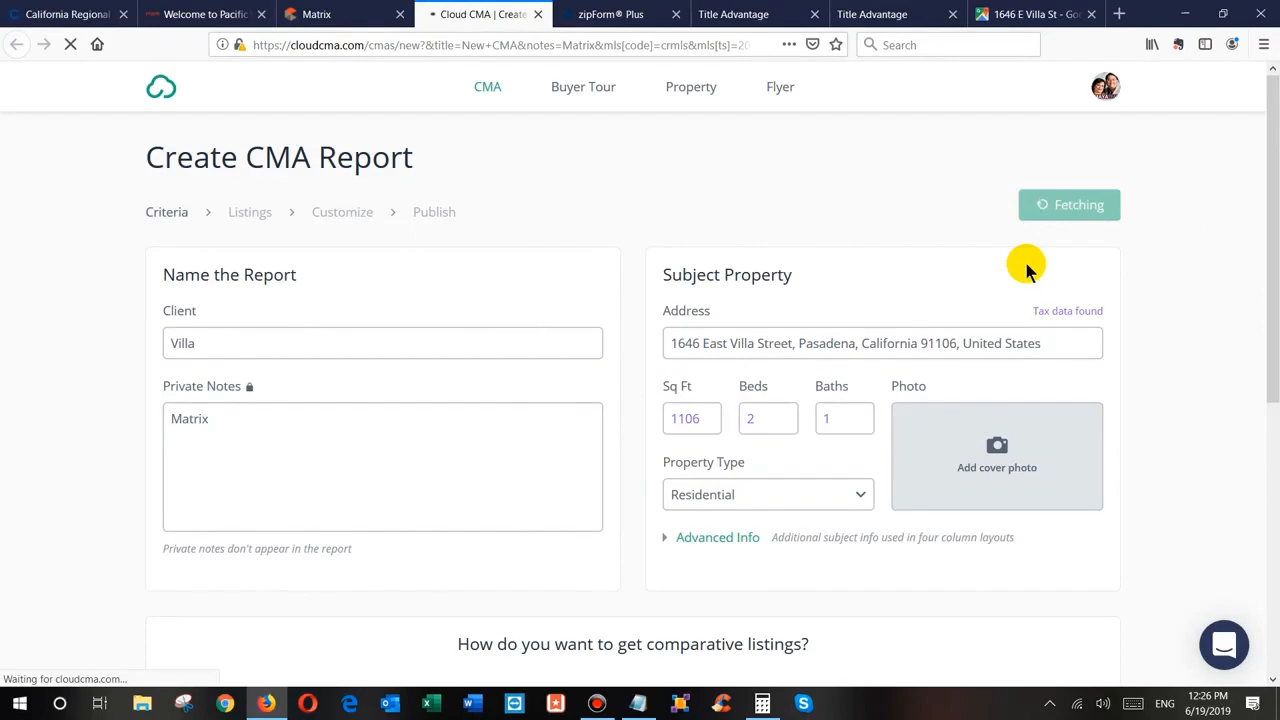 California Regional
Welcome to Pacific
Matrix
Cloud CMA | Create
zipForm® Plus
Title Advantage
Title Advantage
1646 E Villa St - Goo
https://cloudcma.com/cmas/new?&title=New+CMA&notes=Matrix&mls[code]=crmls&mls[ts]=20
Search
CMA
Buyer Tour
Property
Flyer
Create CMA Report
Criteria > Listings > Customize > Publish
Fetching
Name the Report
Client
Villa
Private Notes
Matrix
Private notes don't appear in the report
Subject Property
Address
Tax data found
1646 East Villa Street, Pasadena, California 91106, United States
Sq Ft
Beds
Baths
Photo
1106
2
1
Add cover photo
Property Type
Residential
Advanced Info
Additional subject info used in four column layouts
How do you want to get comparative listings?
Waiting for cloudcma.com...
ENG
12:26 PM
6/19/2019